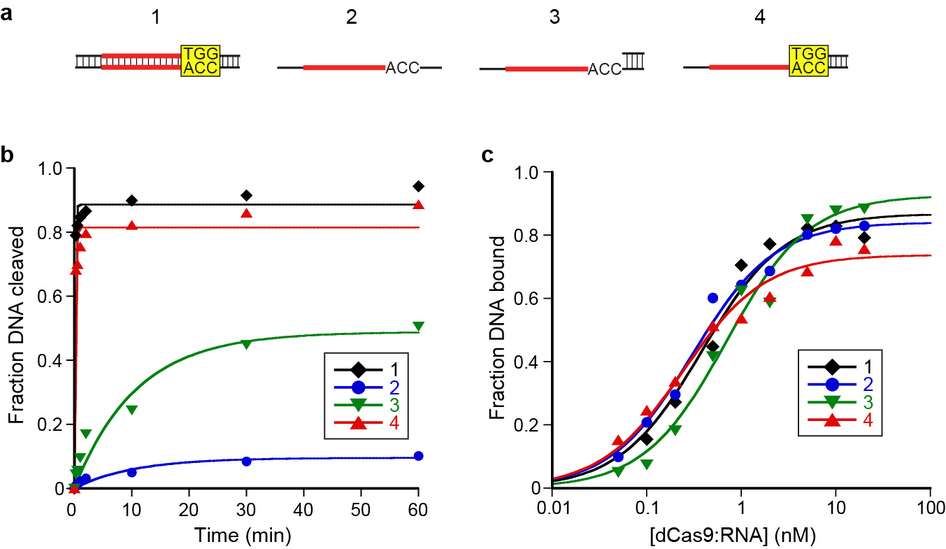 a
1 2 3 4
TGG
ACC
ACC
ACC
TGG
ACC
b
1.0
0.8
0.6
0.4
0.2
0
Fraction DNA cleaved
0 10 20 30 40 50 60
Time (min)
1
2
3
4
c
1.0
0.8
0.6
0.4
0.2
0
Fraction DNA bound
0.01 0.1 1 10 100
[dCas9:RNA] (nM)
1
2
3
4